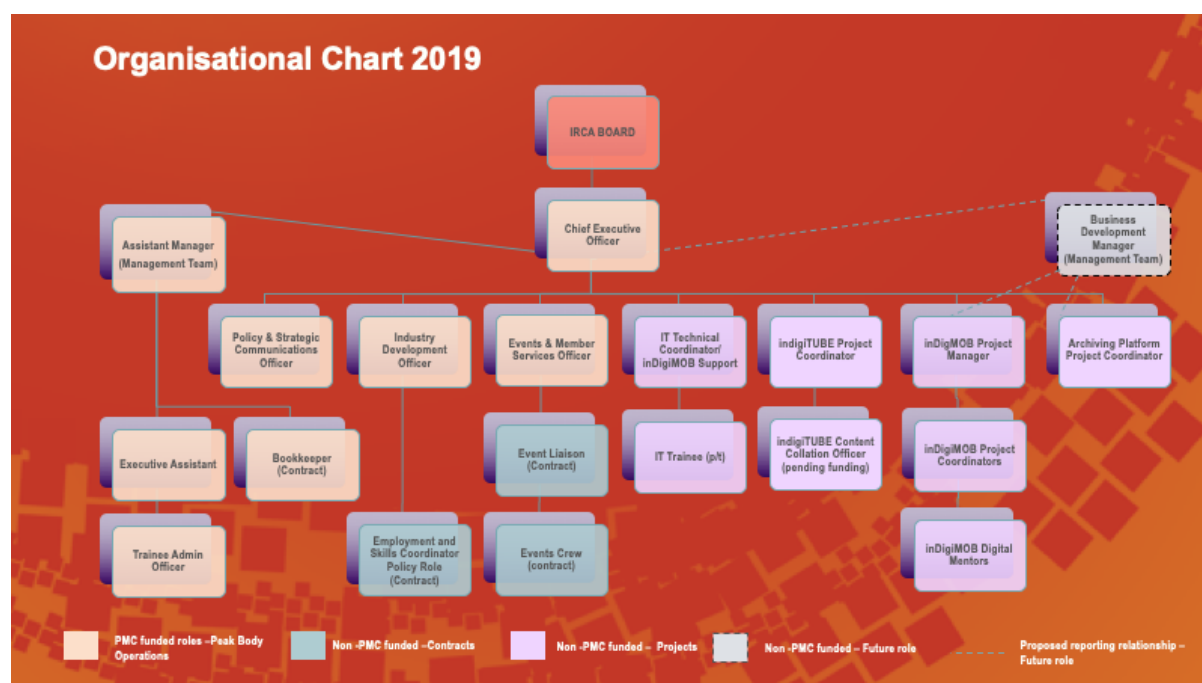 Organisational Chart 2019
IRCA BOARD
Chief Executive
Officer
Assistant Manager
(Management Team)
Business
Development
Manager
(Management Team)
Policy & Strategic
Communications
Officer
Industry
Development
Officer
Events & Member
Services Officer
IT Technical
Coordinator/
inDigiMOB Support
indigiTUBE Project
Coordinator
inDigMOB Project
Manager
Archiving Platform
Project Coordinator
Executive Assistant
Bookkeeper
(Contract)
Event Liaison
(Contract)
IT Trainee (p/t)
indigiTUBE Content
Collation Officer
(pending funding)
inDigiMOB Project
Coordinators
Trainee Admin
Officer
Employment and
Skills Coordinator
Policy Role
(Contract)
Events Crew
(contract)
inDigiMOB Digital
Mentors
PMC funded roles –Peak Body
Operations
Non -PMC funded –Contracts
Non -PMC funded – Projects
Non -PMC funded – Future role
Proposed reporting relationship –
Future role